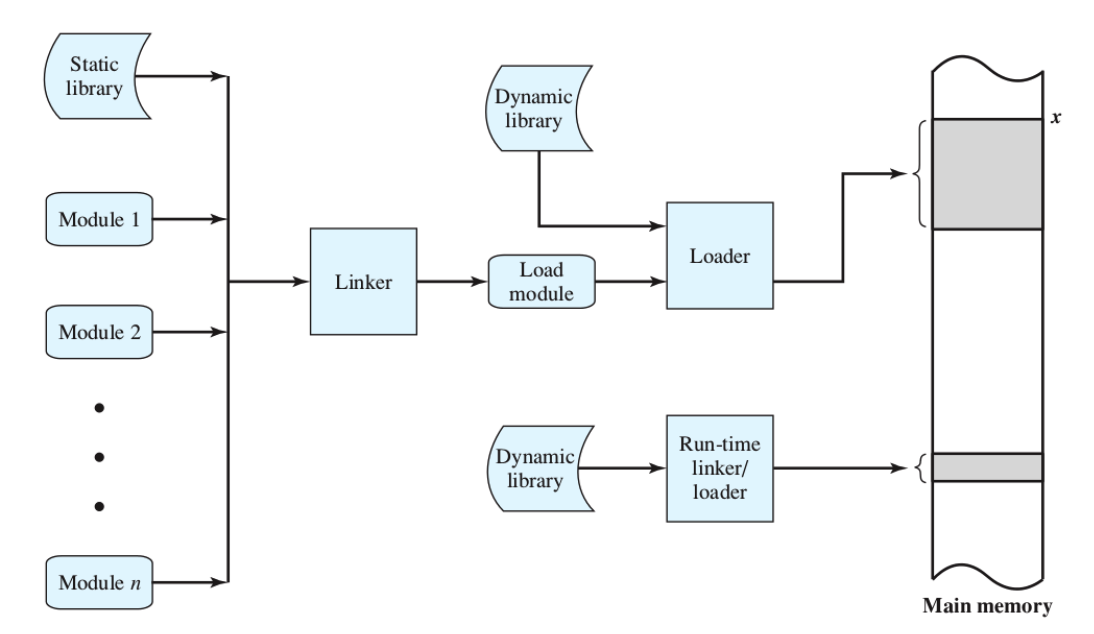 Static
library
Dynamic
library
x
Module 1
Linker
Load
module
Loader
Module 2
Dynamic
library
Run-time
linker/
loader
Module n
Main memory